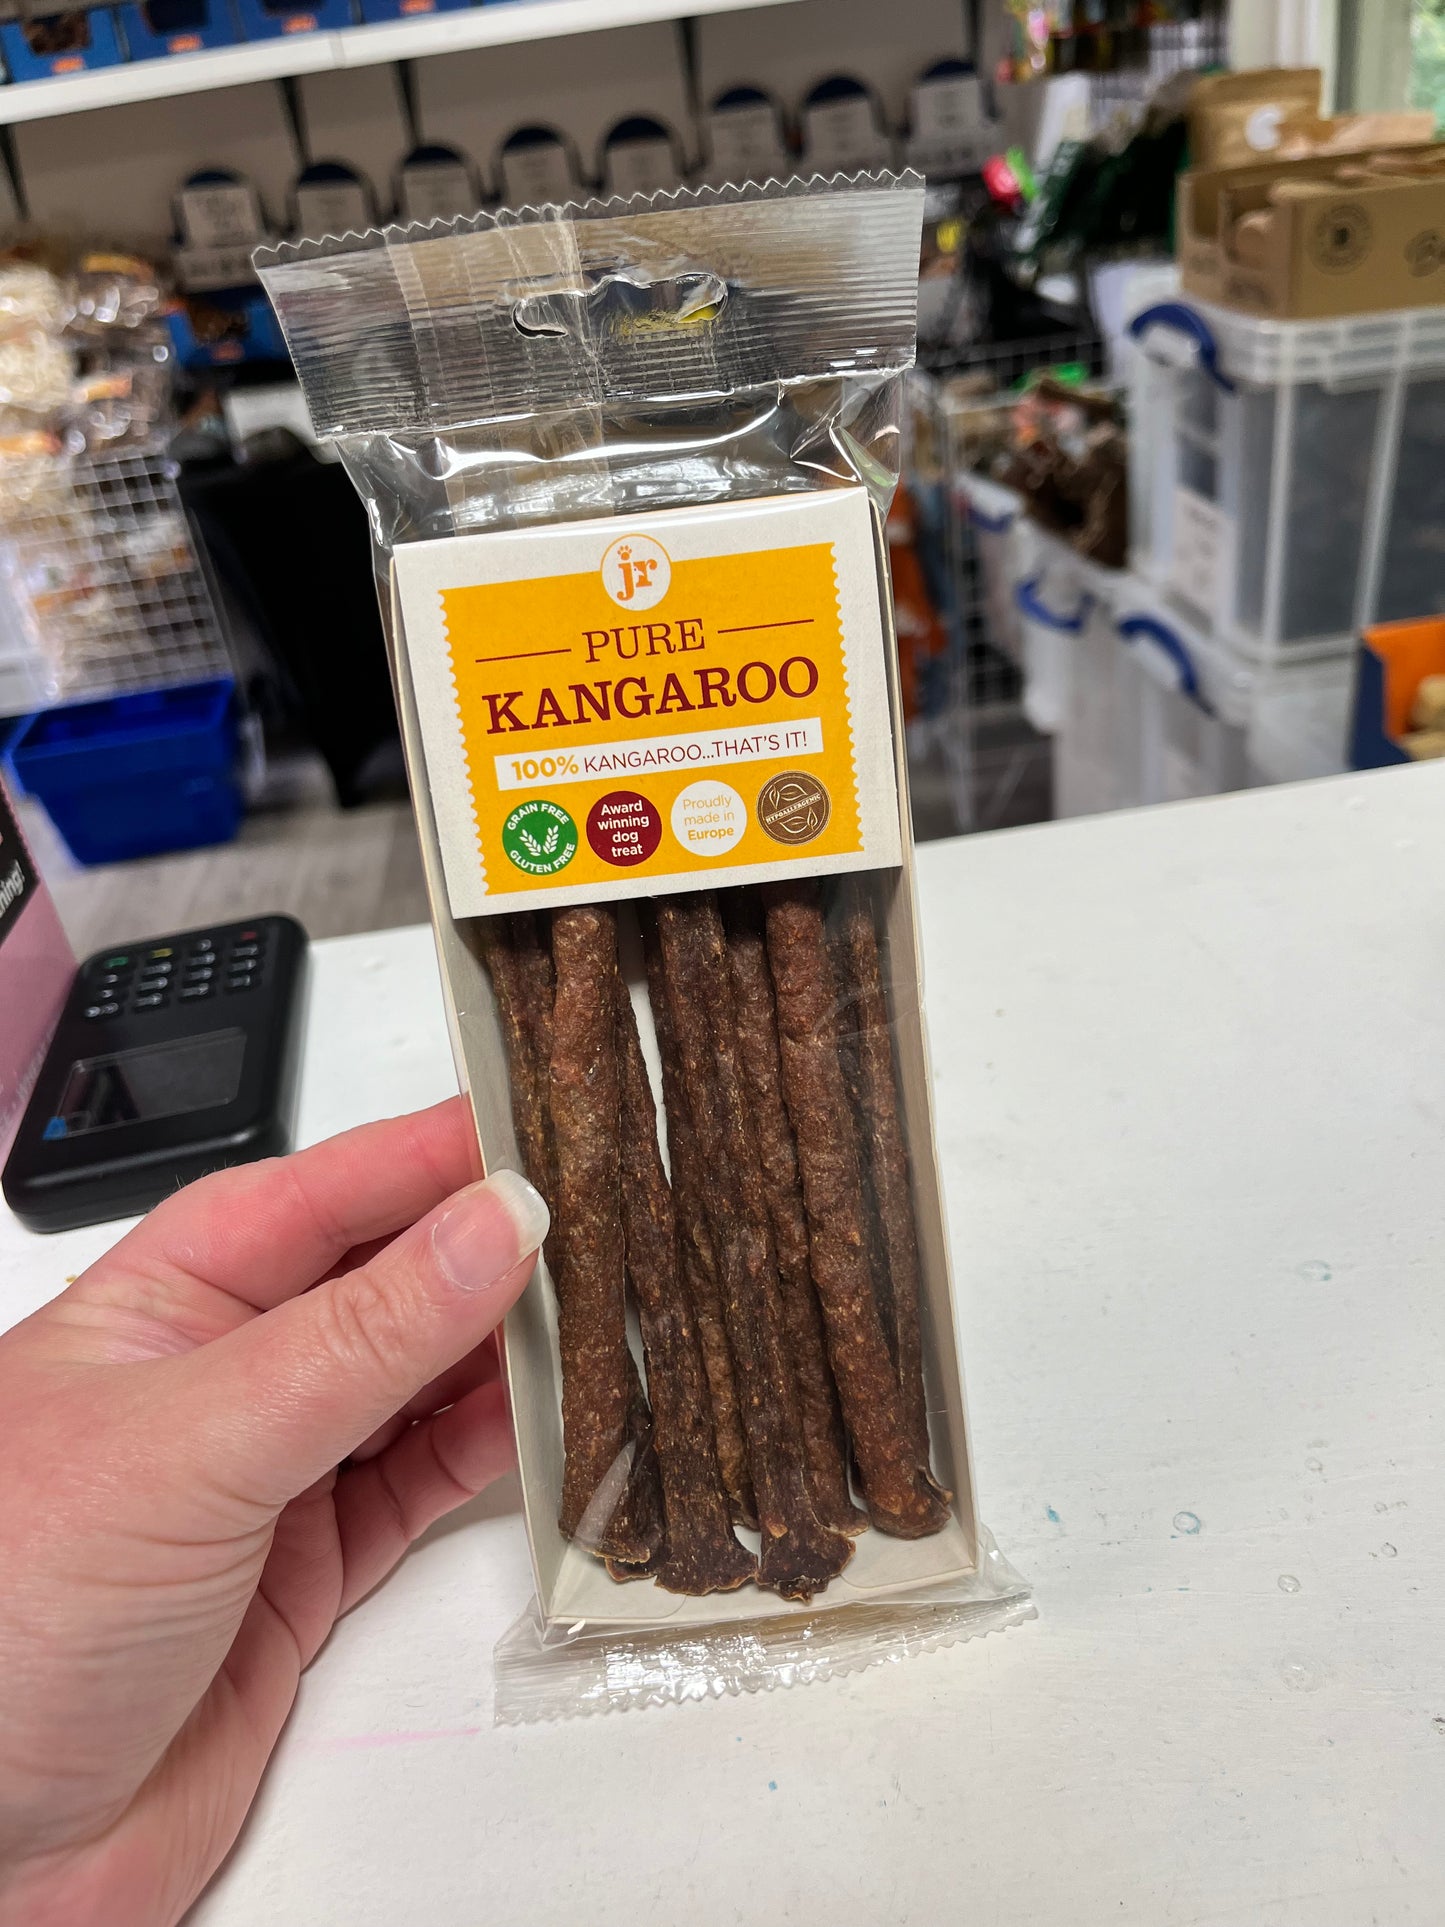 jr
PURE
KANGAROO
100% KANGAROO...THAT'S IT!
GRAIN FREE
GLUTEN FREE
Award
winning
dog
treat
Proudly
made in
Europe
HYPOALLERGENIC
ning!